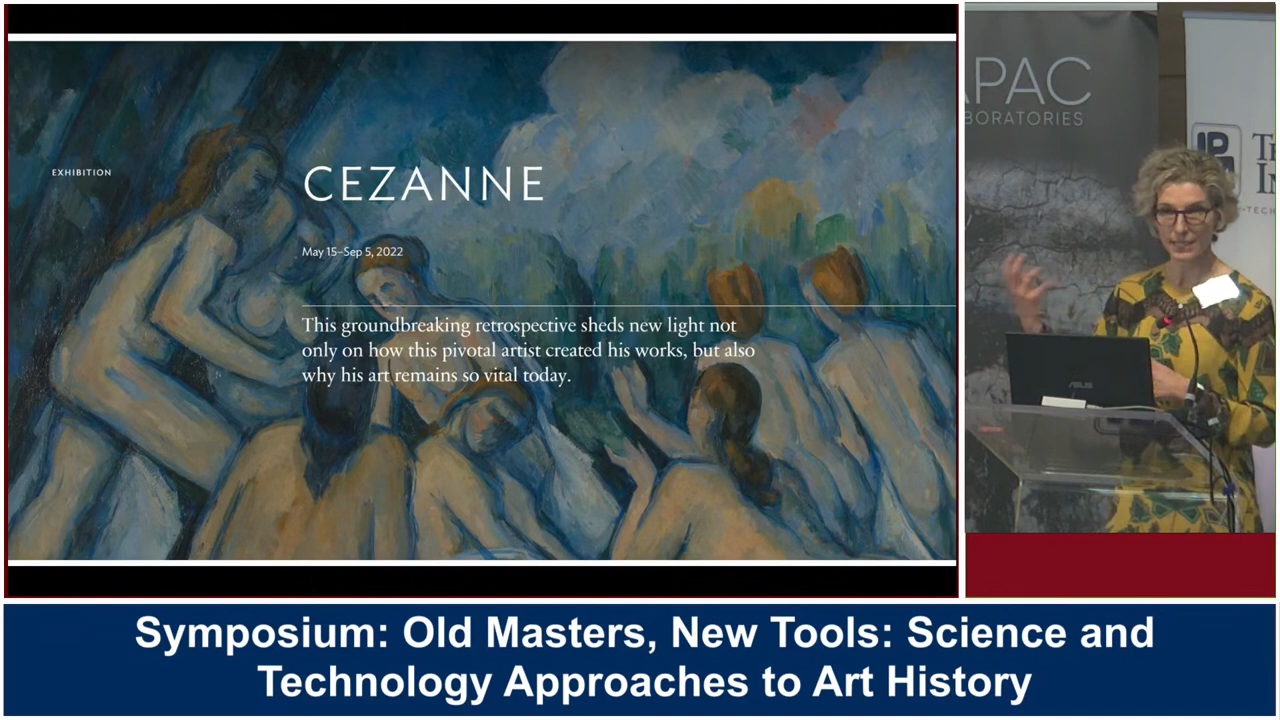 EXHIBITION
CEZANNE
May 15–Sep 5, 2022
This groundbreaking retrospective sheds new light not
only on how this pivotal artist created his works, but also
why his art remains so vital today.
APAC
BORATORIES
ASUS
Symposium: Old Masters, New Tools: Science and
Technology Approaches to Art History